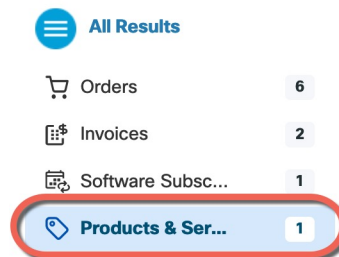 All Results
Orders 6
Invoices 2
Software Subsc... 1
Products & Ser... 1